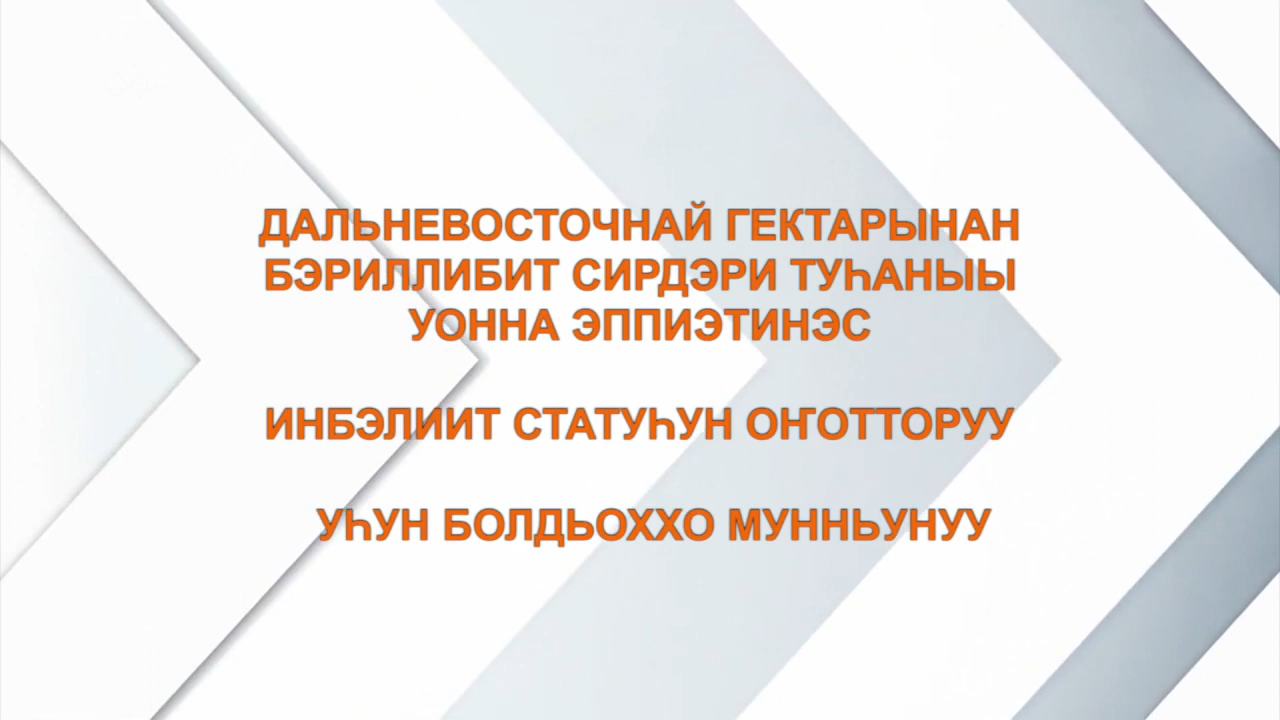 ДАЛЬНЕВОСТОЧНАЙ ГЕКТАРЫНАН
БЭРИЛЛИБИТ СИРДЭРИ ТУҺАНЫЫ
УОННА ЭППИЭТИНЭС
ИНБЭЛИИТ СТАТУҺУН ОҤОТТОРУУ
УҺУН БОЛДЬОХХО МУННЬУНУУ